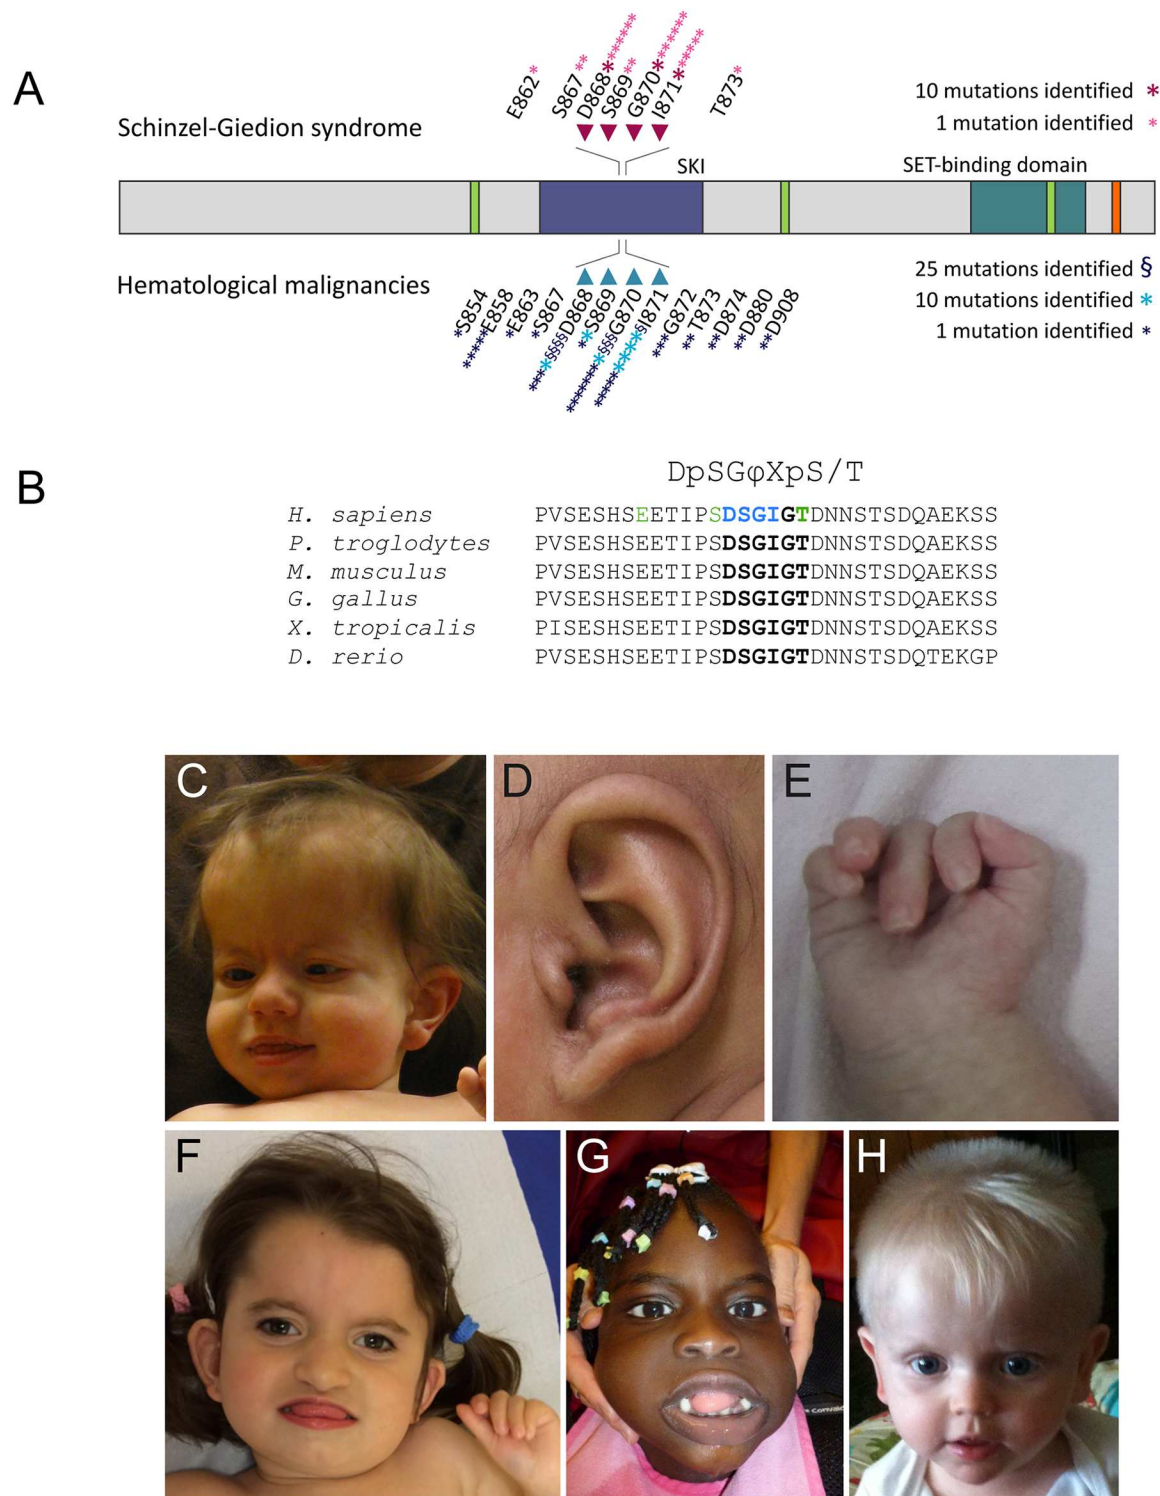 A
E862*
S867**
D868*******
S869**
G870********
I871******
T873*
10 mutations identified *
1 mutation identified *
Schinzel-Giedion syndrome
SKI
SET-binding domain
Hematological malignancies
25 mutations identified §
10 mutations identified *
1 mutation identified *
*S854
*****E858
*E863
*S867
****§§§§D868
**S869
G870
I871
***G872
**T873
**D874
**D880
**D908
B
DpSGφXpS/T
H. sapiens PVSESHSEETIPSDSGIGTDNNSTSDQAEKSS
P. troglodytes PVSESHSEETIPSDSGIGTDNNSTSDQAEKSS
M. musculus PVSESHSEETIPSDSGIGTDNNSTSDQAEKSS
G. gallus PVSESHSEETIPSDSGIGTDNNSTSDQAEKSS
X. tropicalis PISESHSEETIPSDSGIGTDNNSTSDQAEKSS
D. rerio PVSESHSEETIPSDSGIGTDNNSTSDQTEKGP
C
D
E
F
G
H